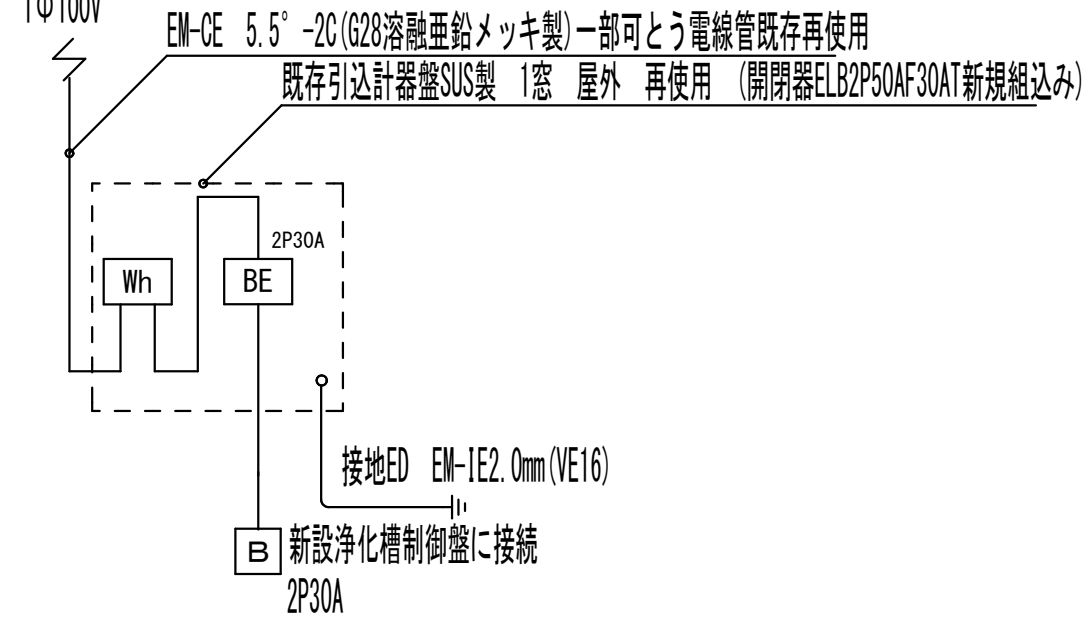 1Φ100V
EM-CE 5.5°-2C(G28溶融亜鉛メッキ製)一部可とう電線管既存再使用
既存引込計器盤SUS製 1窓 屋外 再使用 (開閉器ELB2P50AF30AT新規組込み)
2P30A
Wh
BE
接地ED EM-IE2.0mm(VE16)
B
新設浄化槽制御盤に接続
2P30A